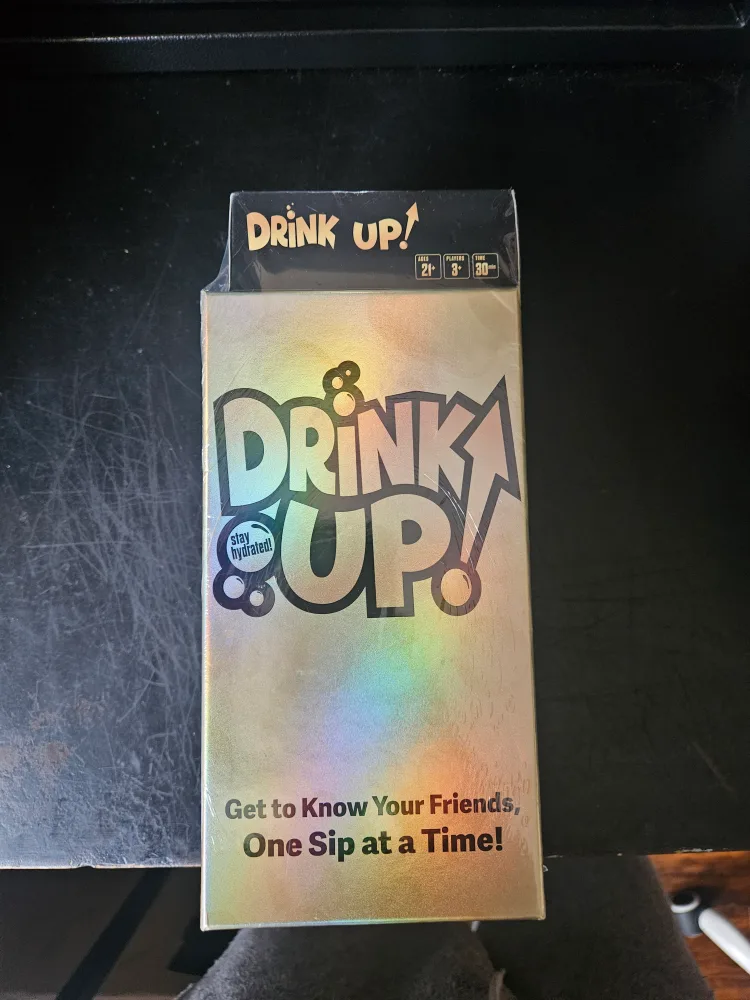 DRINK UP!
AGES PLAYERS TIME
21+ 3+ 30min
DRINK
UP!
stay
hydrated!
Get to Know Your Friends,
One Sip at a Time!